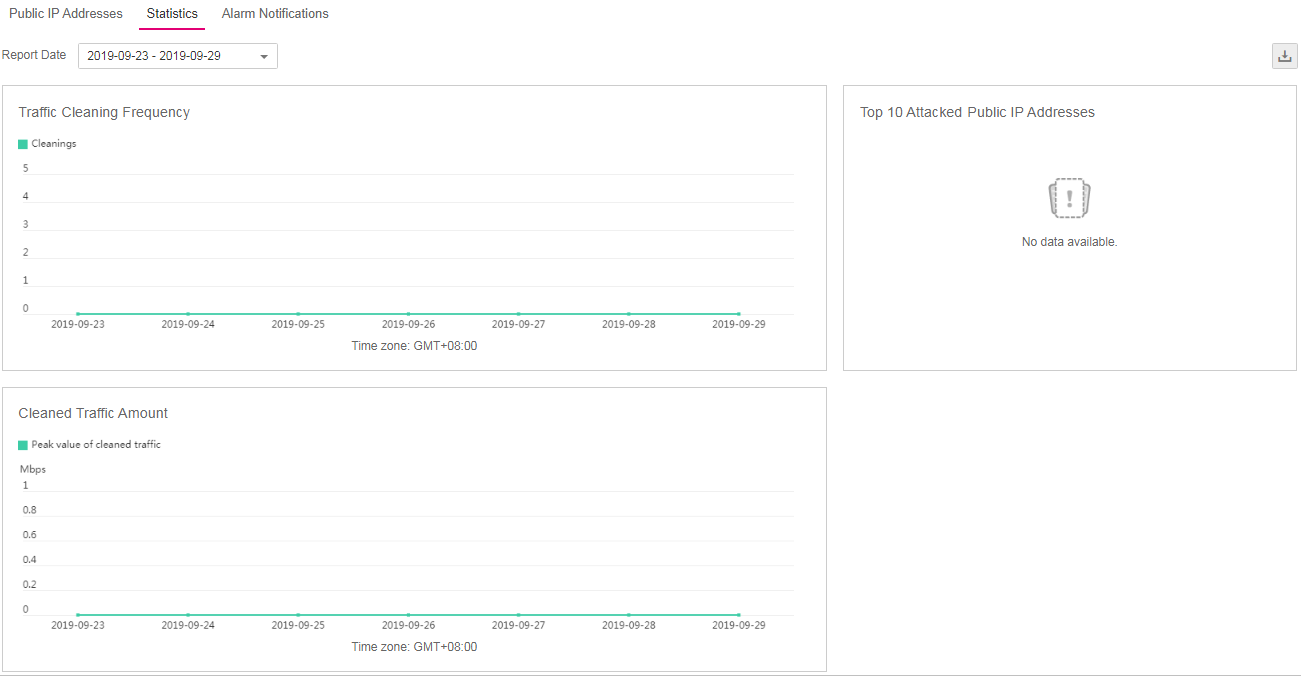 Public IP Addresses Statistics Alarm Notifications
Report Date 2019-09-23 - 2019-09-29
Traffic Cleaning Frequency
Cleanings
5
4
3
2
1
0
2019-09-23 2019-09-24 2019-09-25 2019-09-26 2019-09-27 2019-09-28 2019-09-29
Time zone: GMT+08:00
Top 10 Attacked Public IP Addresses
No data available.
Cleaned Traffic Amount
Peak value of cleaned traffic
Mbps
1
0.8
0.6
0.4
0.2
0
2019-09-23 2019-09-24 2019-09-25 2019-09-26 2019-09-27 2019-09-28 2019-09-29
Time zone: GMT+08:00